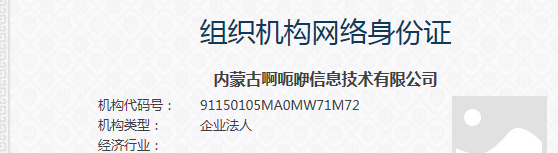 组织机构网络身份证
内蒙古啊呃咿信息技术有限公司
机构代码号： 91150105MA0MW71M72
机构类型： 企业法人
经济行业：